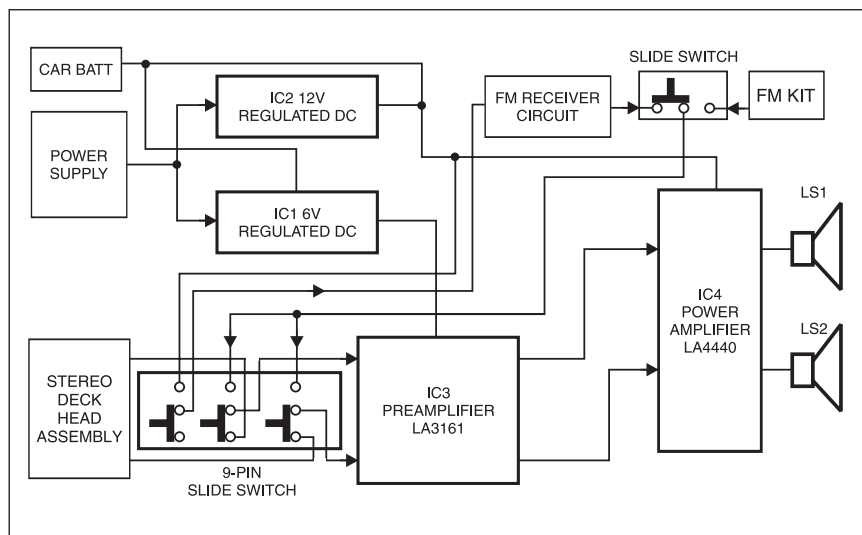 CAR BATT
IC2 12V
REGULATED DC
POWER
SUPPLY
IC1 6V
REGULATED DC
SLIDE SWITCH
FM RECEIVER
CIRCUIT
FM KIT
LS1
IC4
POWER
AMPLIFIER
LA4440
LS2
STEREO
DECK
HEAD
ASSEMBLY
9-PIN
SLIDE SWITCH
IC3
PREAMPLIFIER
LA3161